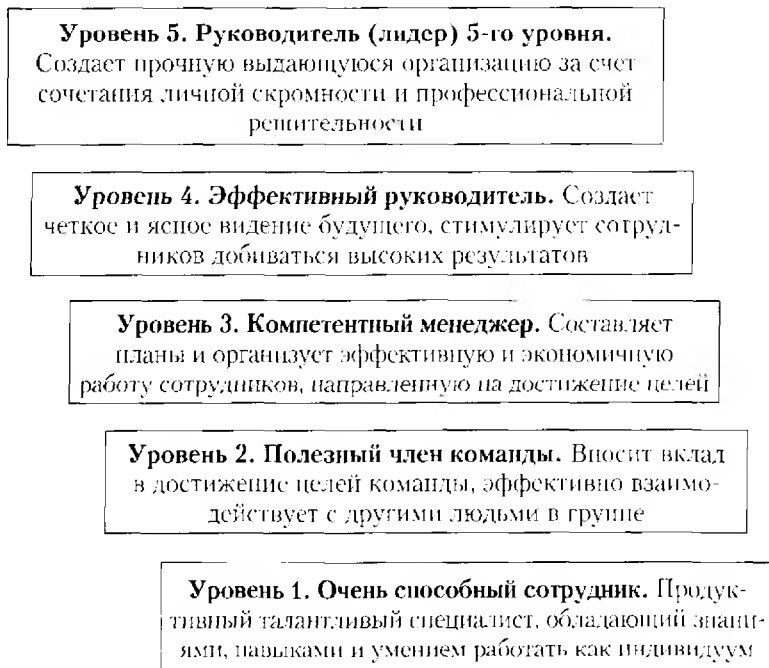 Уровень 5. Руководитель (лидер) 5-го уровня.
Создает прочную выдающуюся организацию за счет
сочетания личной скромности и профессиональной
решительности
Уровень 4. Эффективный руководитель. Создает
четкое и ясное видение будущего, стимулирует сотруд-
ников добиваться высоких результатов
Уровень 3. Компетентный менеджер. Составляет
планы и организует эффективную и экономичную
работу сотрудников, направленную на достижение целей
Уровень 2. Полезный член команды. Вносит вклад
в достижение целей команды, эффективно взаимо-
действует с другими людьми в группе
Уровень 1. Очень способный сотрудник. Продук-
тивный талантливый специалист, обладающий знани-
ями, навыками и умением работать как индивидуум